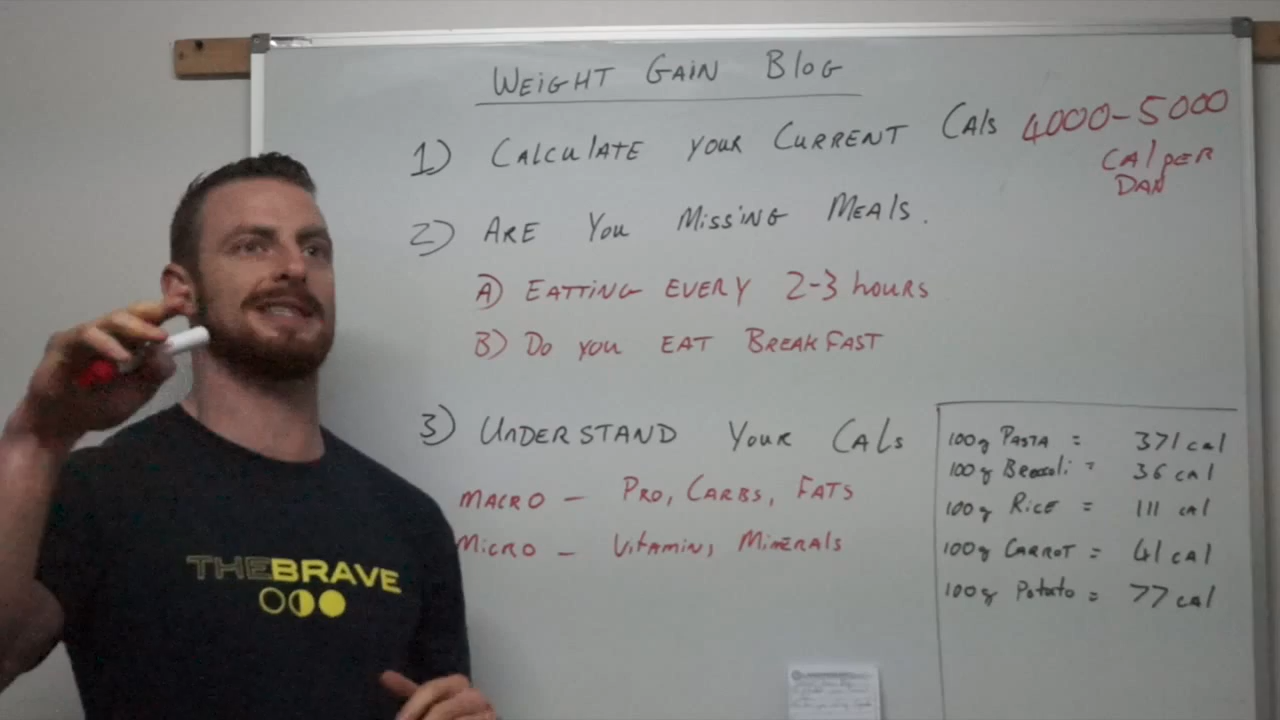 WEIGHT GAIN BLOG
1) CALCULATE YOUR CURRENT CALS 4000-5000
CAL PER
DAY
2) ARE YOU MISSING MEALS.
A) EATTING EVERY 2-3 HOURS
B) DO YOU EAT BREAKFAST
3) UNDERSTAND YOUR CALS
MACRO - PRO, CARBS, FATS
MICRO - VITAMIN, MINERALS
100g PASTA = 371 cal
100g Broccoli = 36 cal
100g RICE = 111 cal
100g CARROT = 41 cal
100g Potato = 77 cal
THEBRAVE